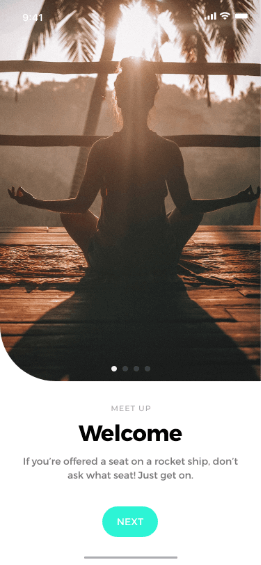 9:41
MEET UP
Welcome
If you're offered a seat on a rocket ship, don't
ask what seat! Just get on.
NEXT